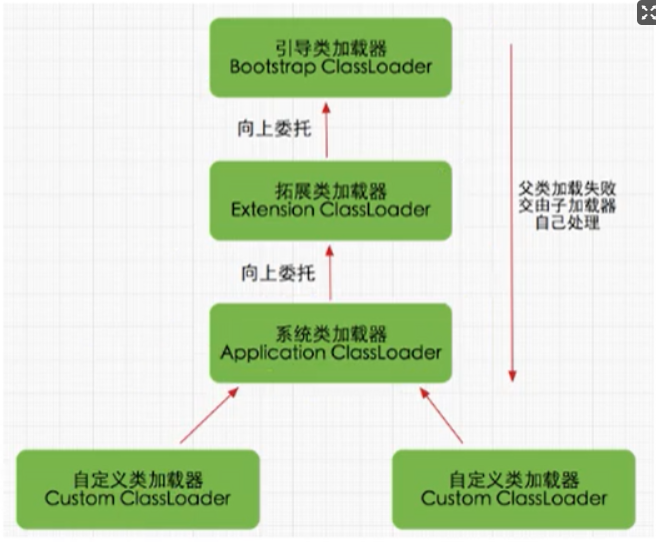 引导类加载器
Bootstrap ClassLoader
向上委托
拓展类加载器
Extension ClassLoader
父类加载失败
交由子加载器
自己处理
向上委托
系统类加载器
Application ClassLoader
自定义类加载器
Custom ClassLoader
自定义类加载器
Custom ClassLoader